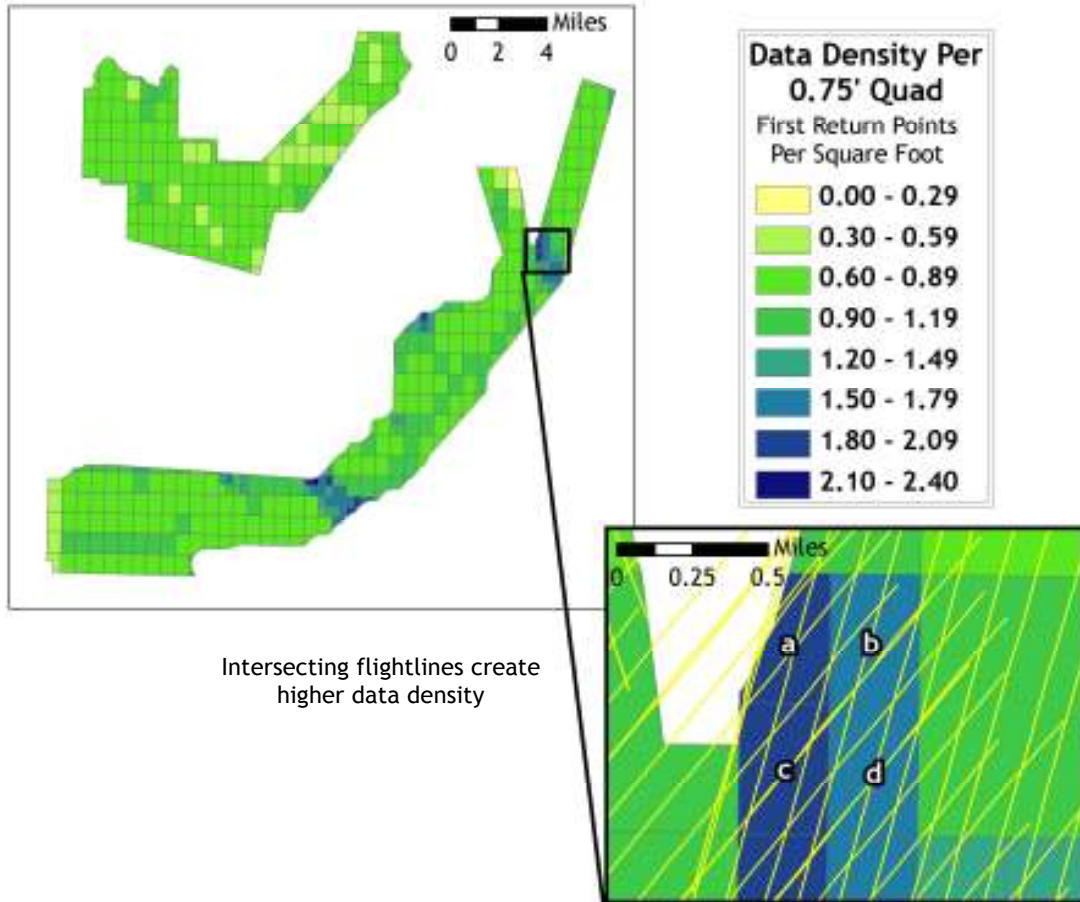 Miles
0 2 4
Data Density Per
0.75' Quad
First Return Points
Per Square Foot
0.00 - 0.29
0.30 - 0.59
0.60 - 0.89
0.90 - 1.19
1.20 - 1.49
1.50 - 1.79
1.80 - 2.09
2.10 - 2.40
Miles
0 0.25 0.5
a b
c d
Intersecting flightlines create
higher data density